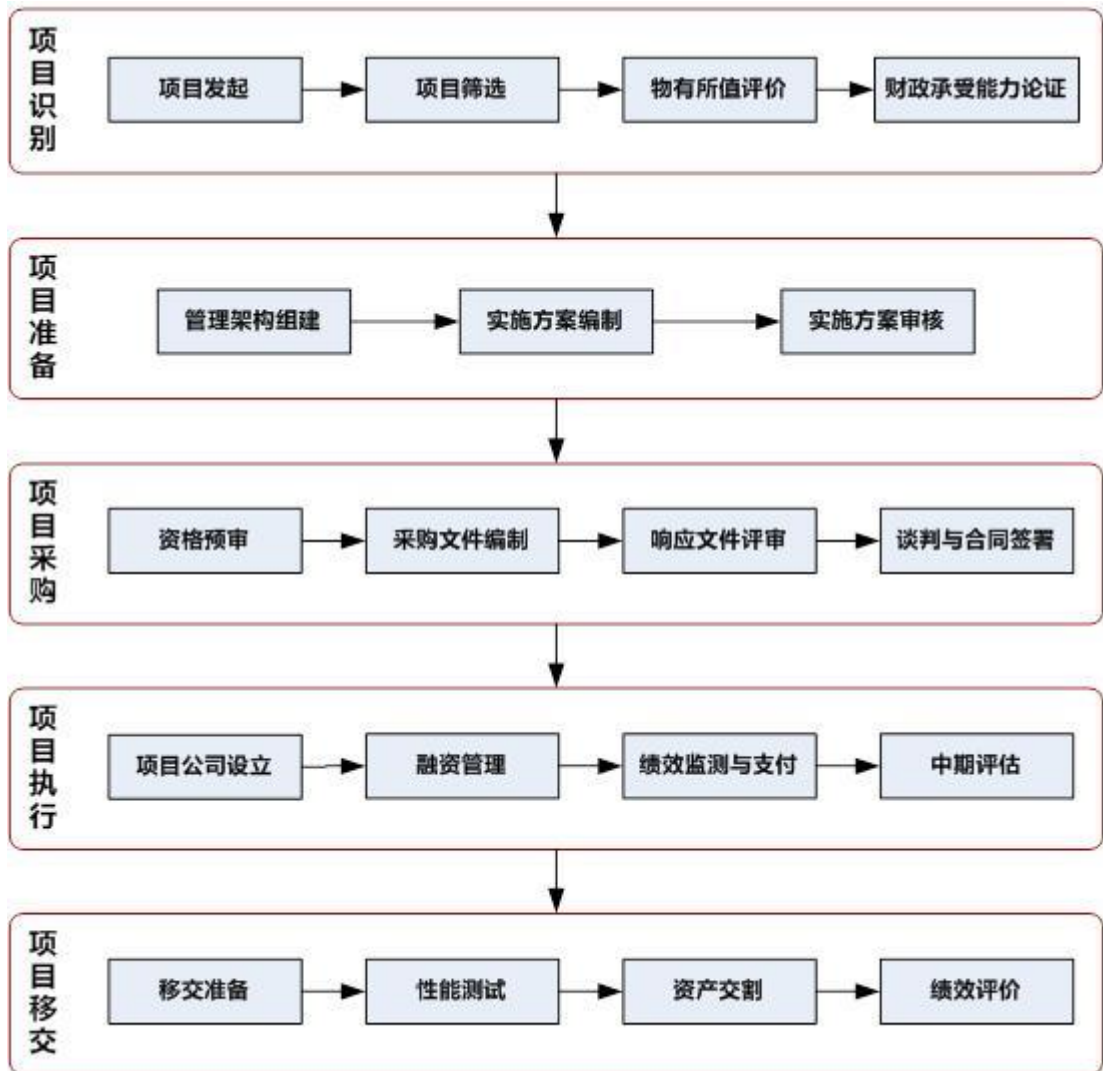 项目识别
项目发起
项目筛选
物有所值评价
财政承受能力论证
项目准备
管理架构组建
实施方案编制
实施方案审核
项目采购
资格预审
采购文件编制
响应文件评审
谈判与合同签署
项目执行
项目公司设立
融资管理
绩效监测与支付
中期评估
项目移交
移交准备
性能测试
资产交割
绩效评价